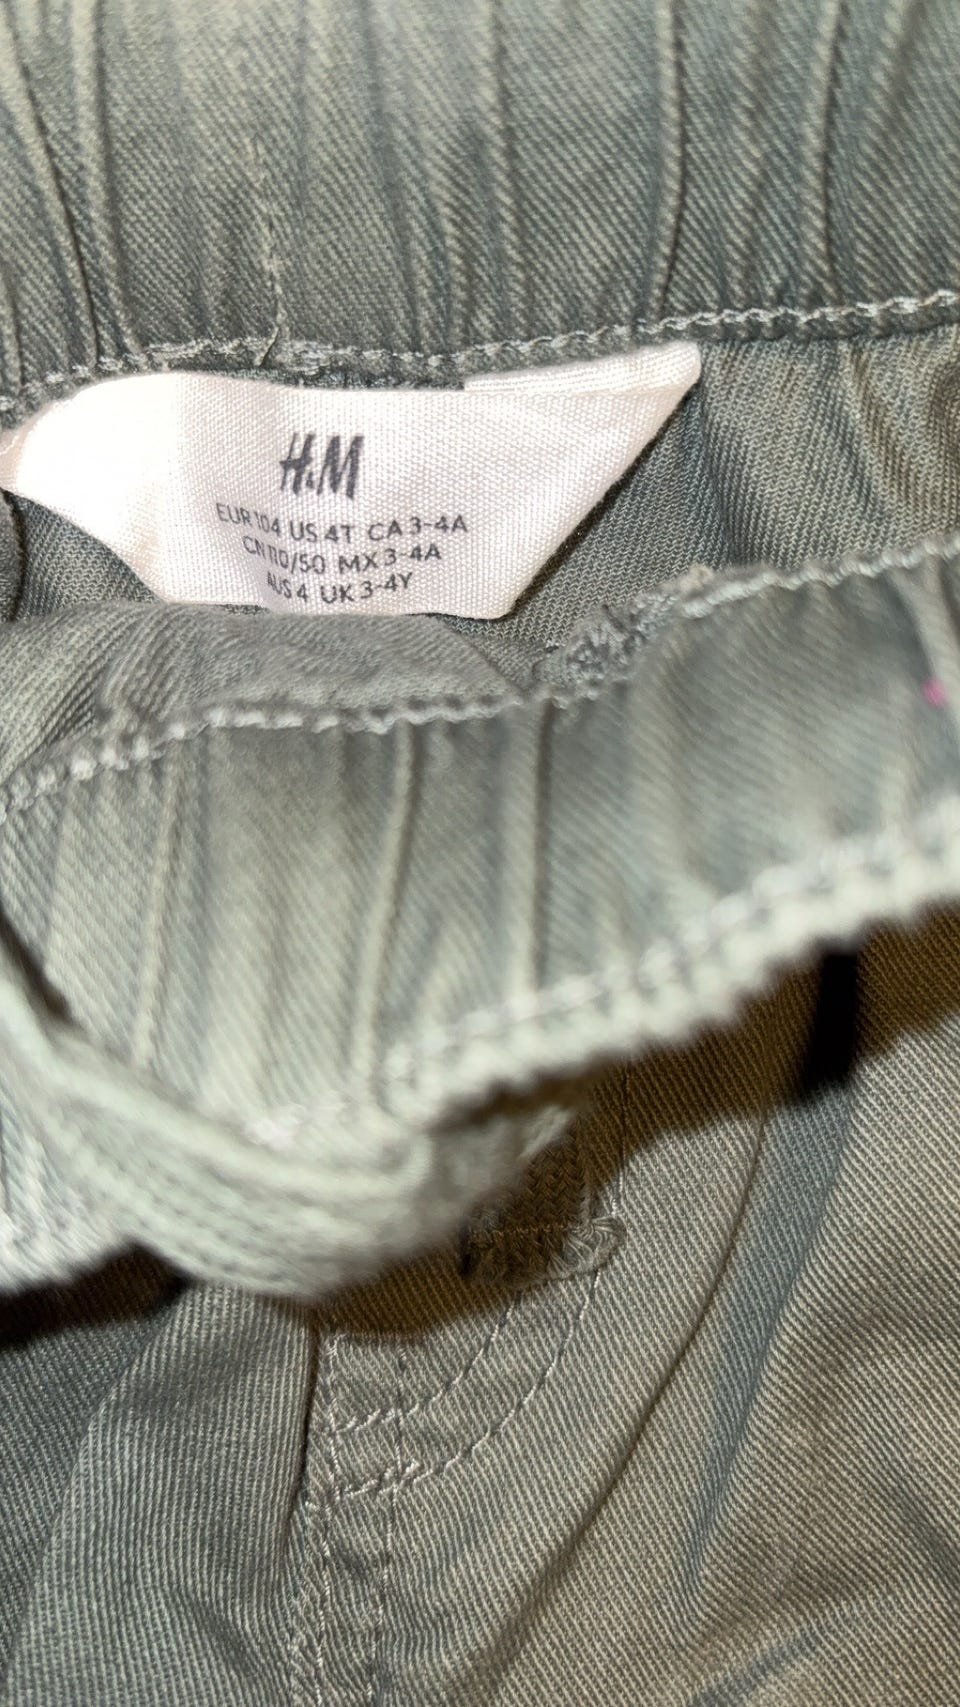 H&M
EUR 104 US 4T CA 3-4A
CN 110/50 MX 3-4A
AUS 4 UK 3-4Y